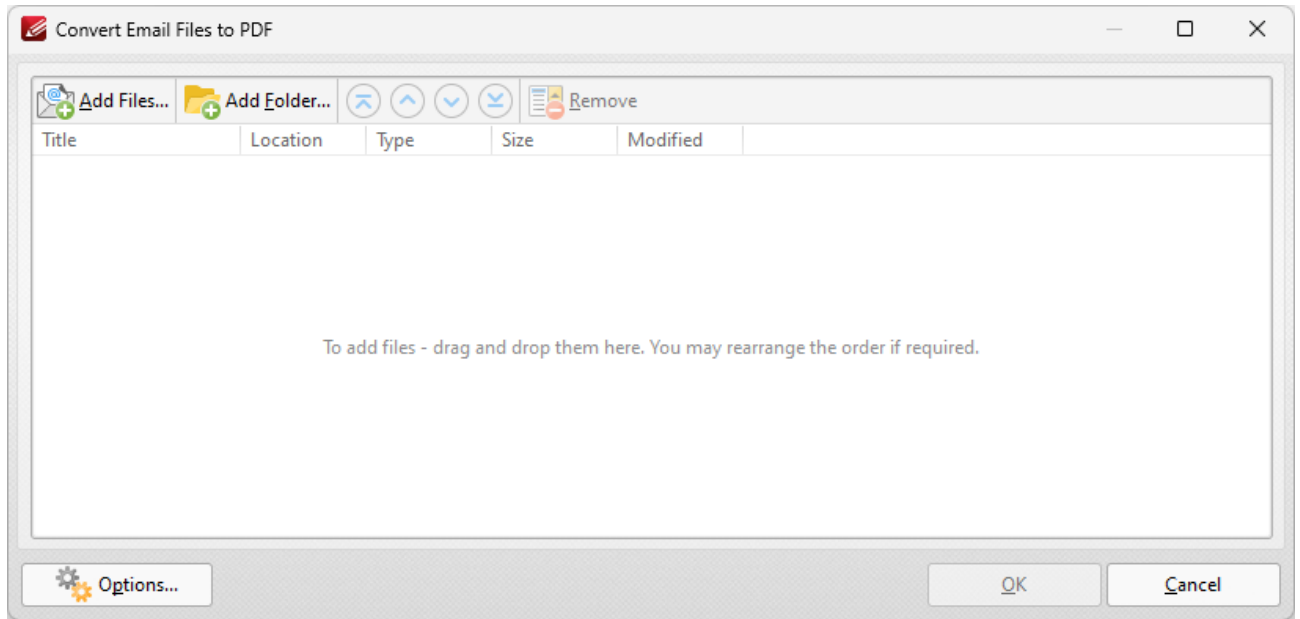 Convert Email Files to PDF
Add Files... Add Folder... Remove
Title Location Type Size Modified
To add files - drag and drop them here. You may rearrange the order if required.
Options... OK Cancel